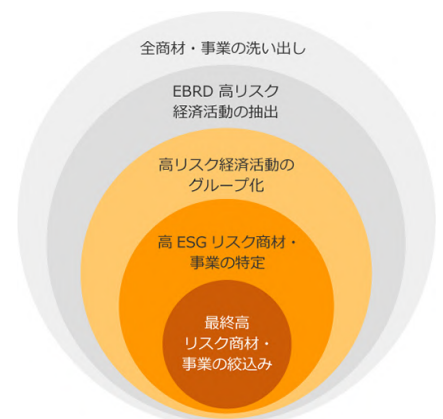 全商材・事業の洗い出し
EBRD 高リスク
経済活動の抽出
高リスク経済活動の
グループ化
高 ESG リスク商材・
事業の特定
最終高
リスク商材・
事業の絞込み